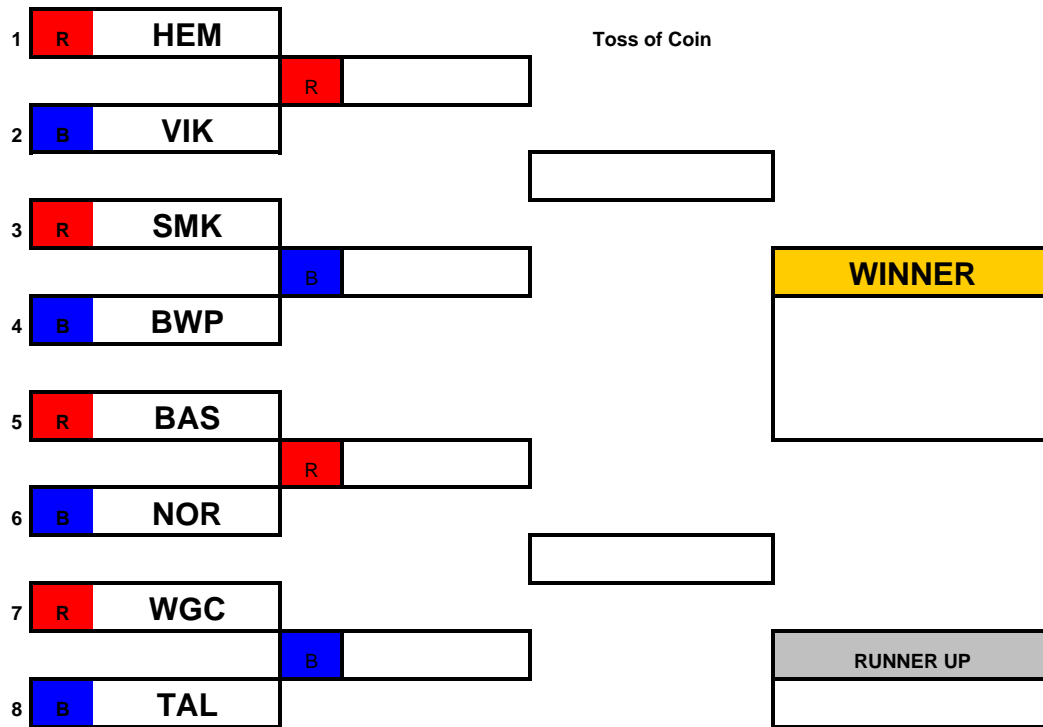 1 R HEM Toss of Coin
R
2 B VIK
3 R SMK
B WINNER
4 B BWP
5 R BAS
R
6 B NOR
7 R WGC
B RUNNER UP
8 B TAL